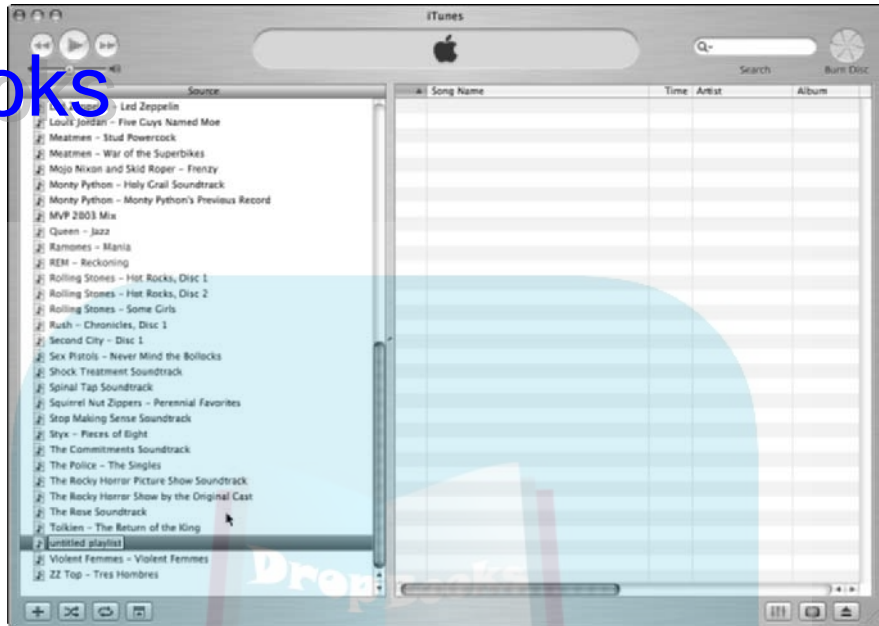 iTunes
Search
Burn Disc
oks
Source
Song Name
Time
Artist
Album
Led Zeppelin - Led Zeppelin
Louis Jordan - Five Guys Named Moe
Meatmen - Stud Powercock
Meatmen - War of the Superbikes
Mojo Nixon and Skid Roper - Frenzy
Monty Python - Holy Grail Soundtrack
Monty Python - Monty Python's Previous Record
MVP 2003 Mix
Queen - Jazz
Ramones - Mania
REM - Reckoning
Rolling Stones - Hot Rocks, Disc 1
Rolling Stones - Hot Rocks, Disc 2
Rolling Stones - Some Girls
Rush - Chronicles, Disc 1
Second City - Disc 1
Sex Pistols - Never Mind the Bollocks
Shock Treatment Soundtrack
Spinal Tap Soundtrack
Squirrel Nut Zippers - Perennial Favorites
Stop Making Sense Soundtrack
Styx - Pieces of Eight
The Commitments Soundtrack
The Police - The Singles
The Rocky Horror Picture Show Soundtrack
The Rocky Horror Show by the Original Cast
The Rose Soundtrack
Tolkien - The Return of the King
untitled playlist
Violent Femmes - Violent Femmes
ZZ Top - Tres Hombres
Drop Books